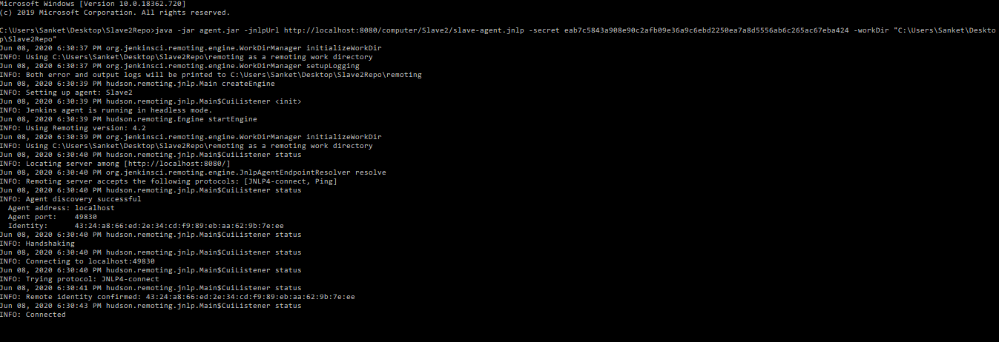 Microsoft Windows [Version 10.0.18362.720]
(c) 2019 Microsoft Corporation. All rights reserved.
C:\Users\Sanket\Desktop\Slave2Repo>java -jar agent.jar -jnlpUrl http://localhost:8080/computer/Slave2/slave-agent.jnlp -secret eab7c5843a908e90c2afb09e36a9c6ebd2250ea7a8d5556ab6c265ac67eba424 -workDir "C:\Users\Sanket\Deskto
p\Slave2Repo"
Jun 08, 2020 6:30:37 PM org.jenkinsci.remoting.engine.WorkDirManager initializeWorkDir
INFO: Using C:\Users\Sanket\Desktop\Slave2Repo\remoting as a remoting work directory
Jun 08, 2020 6:30:37 PM org.jenkinsci.remoting.engine.WorkDirManager setupLogging
INFO: Both error and output logs will be printed to C:\Users\Sanket\Desktop\Slave2Repo\remoting
Jun 08, 2020 6:30:39 PM hudson.remoting.jnlp.Main createEngine
INFO: Setting up agent: Slave2
Jun 08, 2020 6:30:39 PM hudson.remoting.jnlp.Main$CuiListener <init>
INFO: Jenkins agent is running in headless mode.
Jun 08, 2020 6:30:39 PM hudson.remoting.Engine startEngine
INFO: Using Remoting version: 4.2
Jun 08, 2020 6:30:39 PM org.jenkinsci.remoting.engine.WorkDirManager initializeWorkDir
INFO: Using C:\Users\Sanket\Desktop\Slave2Repo\remoting as a remoting work directory
Jun 08, 2020 6:30:40 PM hudson.remoting.jnlp.Main$CuiListener status
INFO: Locating server among [http://localhost:8080/]
Jun 08, 2020 6:30:40 PM org.jenkinsci.remoting.engine.JnlpAgentEndpointResolver resolve
INFO: Remoting server accepts the following protocols: [JNLP4-connect, Ping]
Jun 08, 2020 6:30:40 PM hudson.remoting.jnlp.Main$CuiListener status
INFO: Agent discovery successful
  Agent address: localhost
  Agent port:    49830
  Identity:      43:24:a8:66:ed:2e:34:cd:f9:89:eb:aa:62:9b:7e:ee
Jun 08, 2020 6:30:40 PM hudson.remoting.jnlp.Main$CuiListener status
INFO: Handshaking
Jun 08, 2020 6:30:40 PM hudson.remoting.jnlp.Main$CuiListener status
INFO: Connecting to localhost:49830
Jun 08, 2020 6:30:40 PM hudson.remoting.jnlp.Main$CuiListener status
INFO: Trying protocol: JNLP4-connect
Jun 08, 2020 6:30:41 PM hudson.remoting.jnlp.Main$CuiListener status
INFO: Remote identity confirmed: 43:24:a8:66:ed:2e:34:cd:f9:89:eb:aa:62:9b:7e:ee
Jun 08, 2020 6:30:43 PM hudson.remoting.jnlp.Main$CuiListener status
INFO: Connected